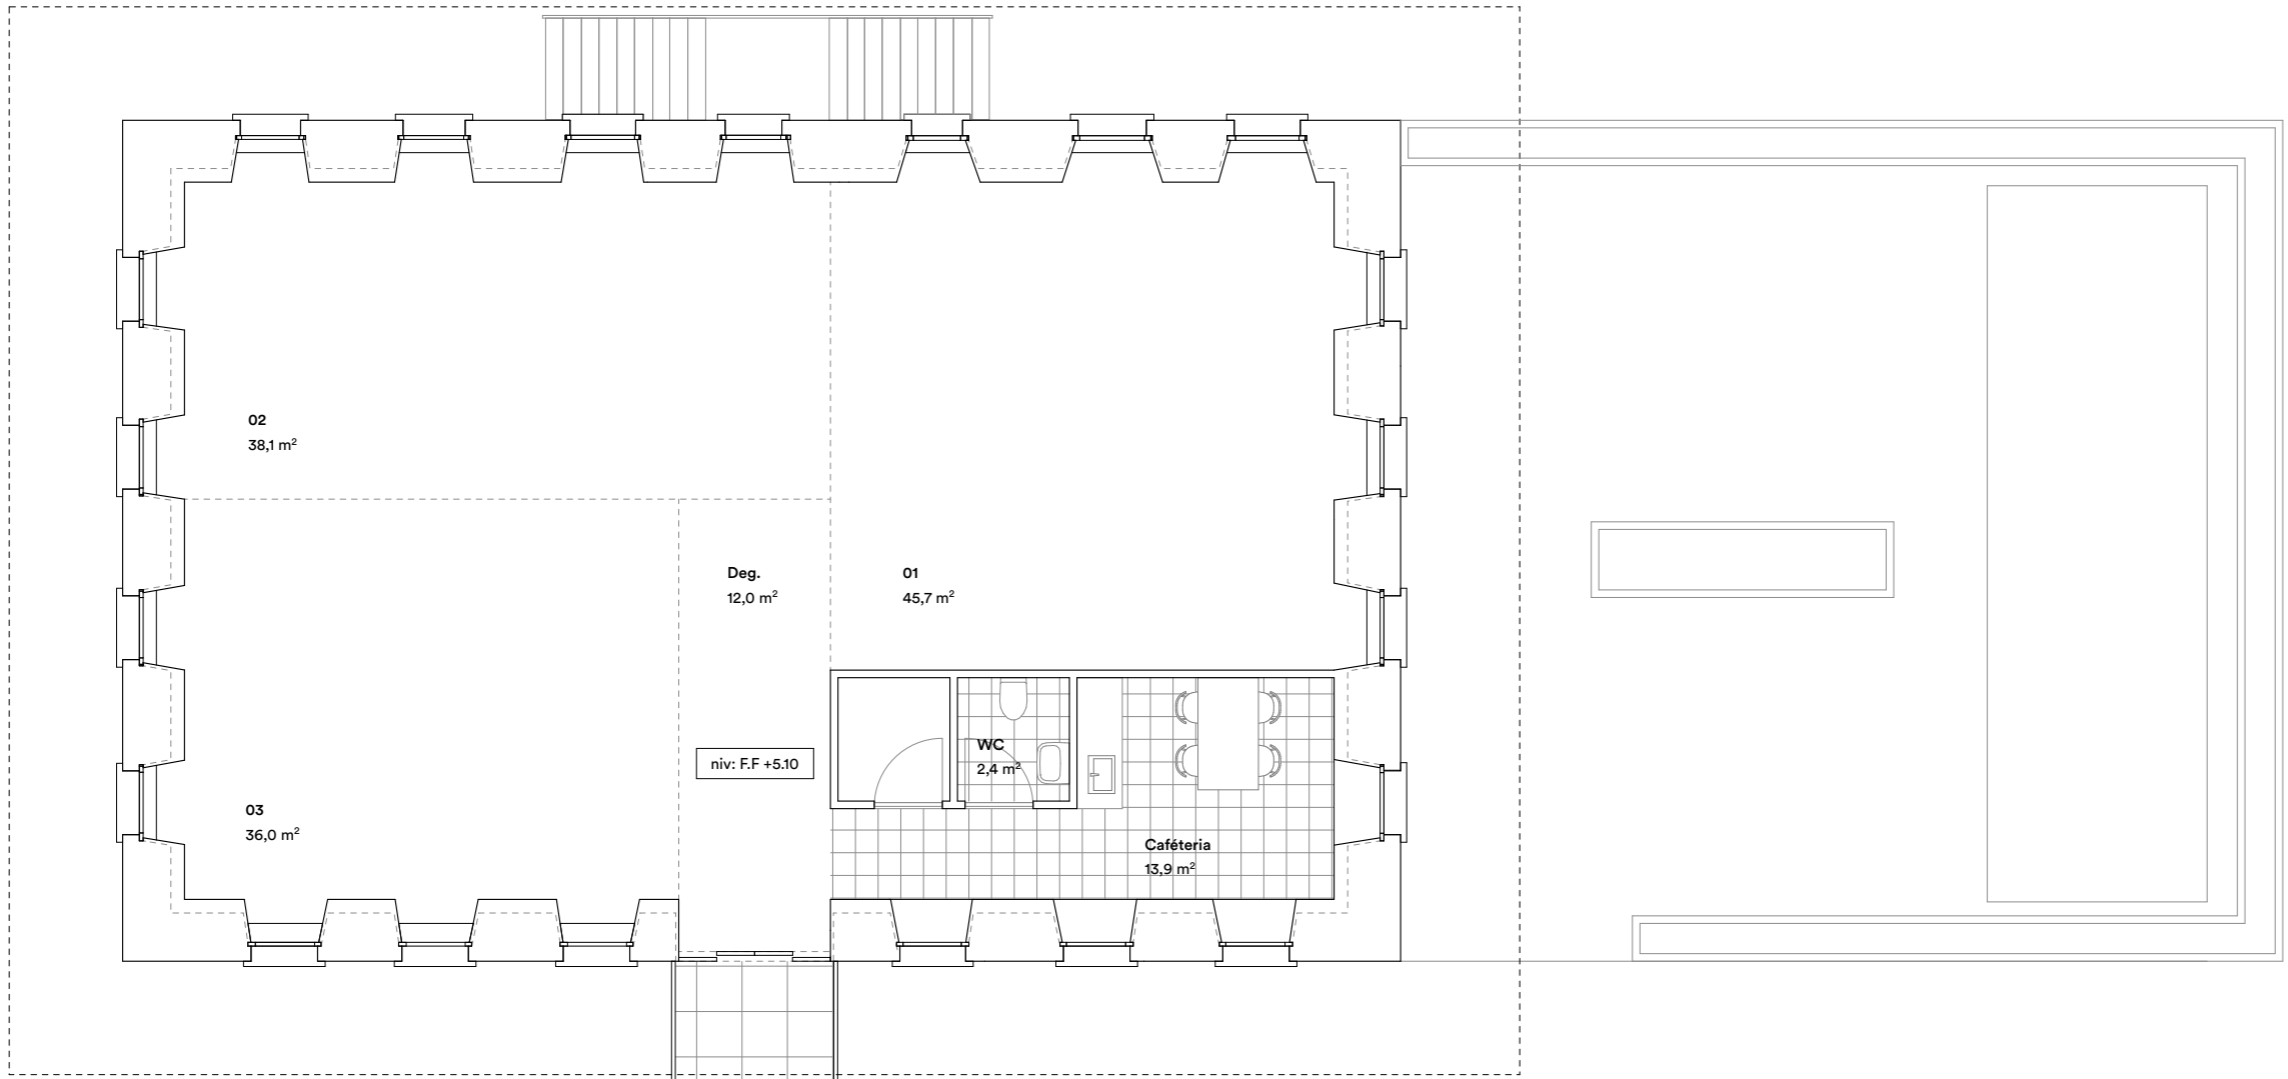 02
38,1 m²
Deg.
12,0 m²
01
45,7 m²
niv: F.F +5.10
WC
2,4 m²
03
36,0 m²
Caféteria
13,9 m²